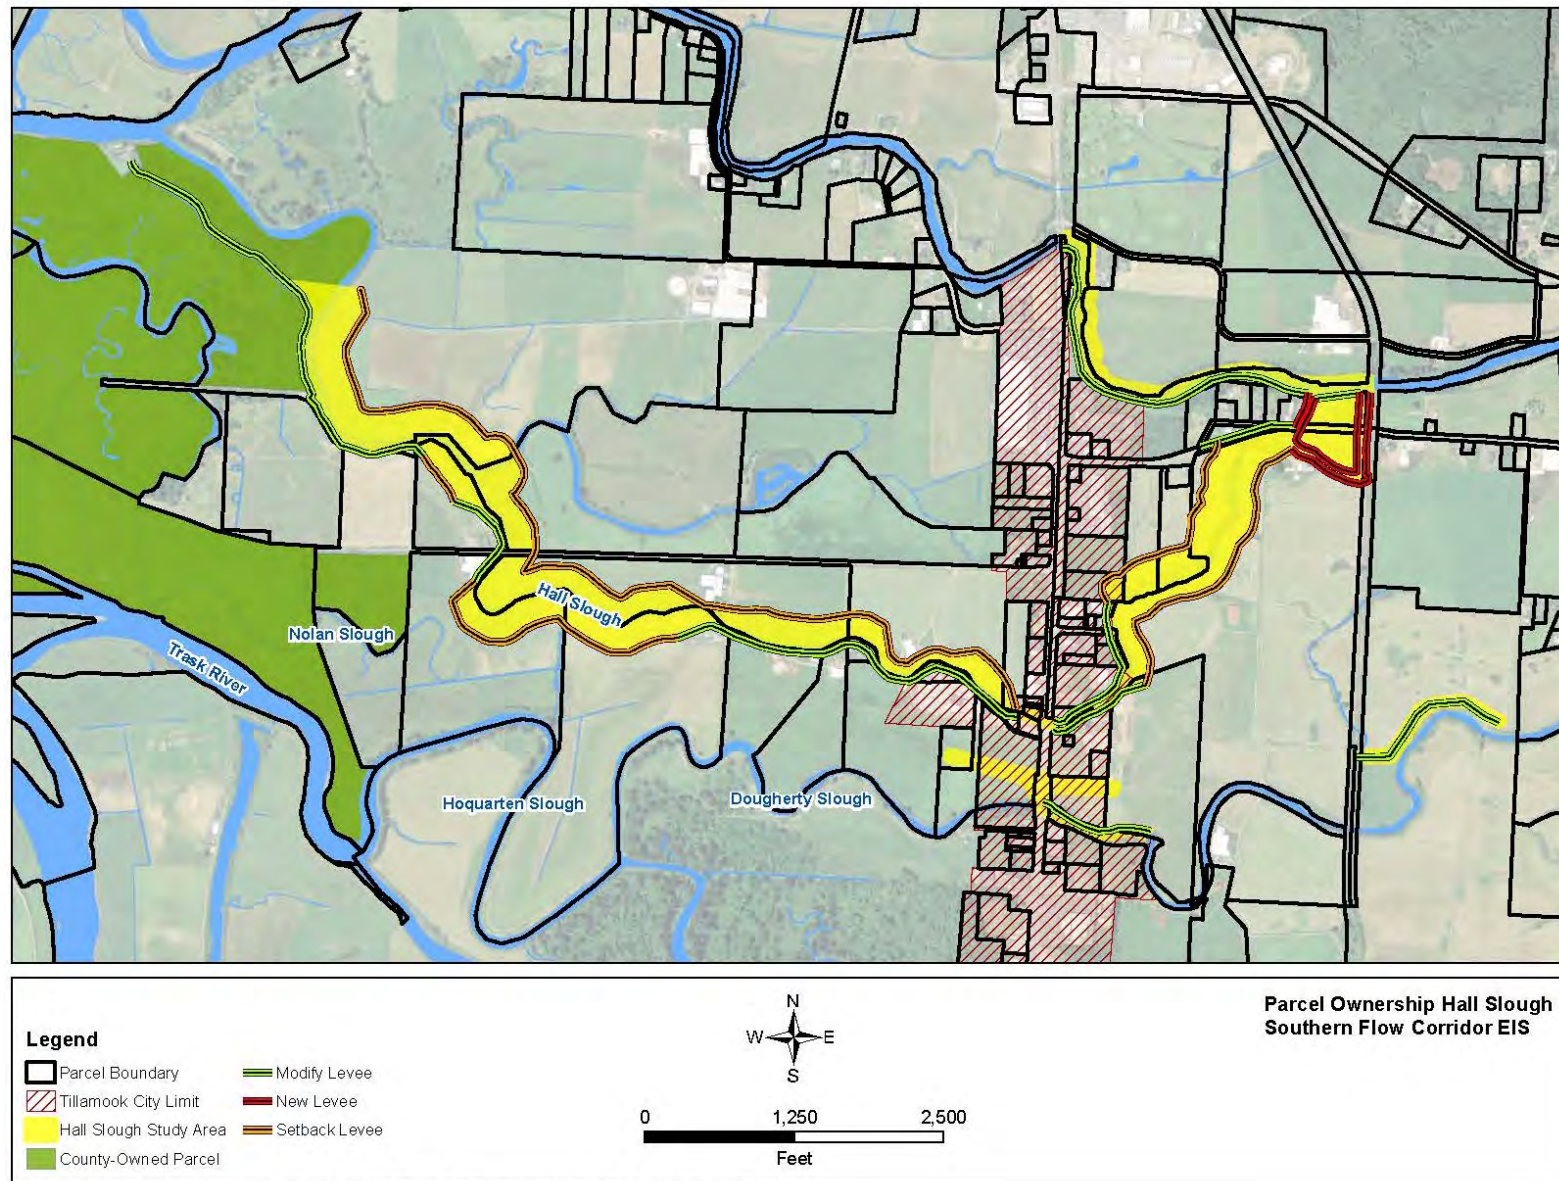 Hall Slough
Nolan Slough
Trask River
Hoquarten Slough
Dougherty Slough
Legend
Parcel Boundary
Tillamook City Limit
Hall Slough Study Area
County-Owned Parcel
Modify Levee
New Levee
Setback Levee
N
W E
S
0 1,250 2,500
Feet
Parcel Ownership Hall Slough
Southern Flow Corridor EIS